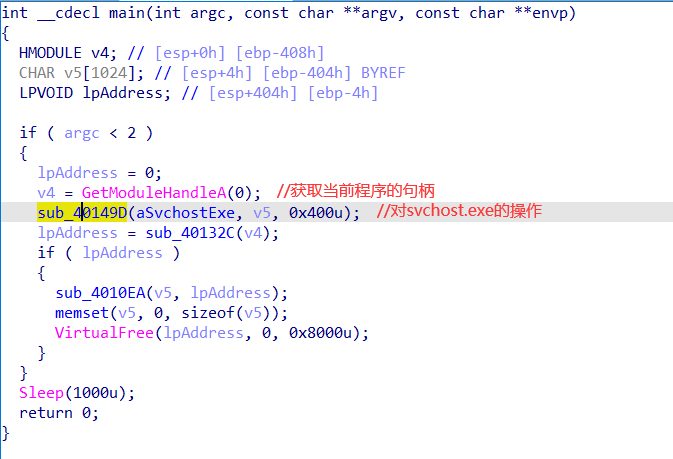 int __cdecl main(int argc, const char **argv, const char **envp)
{
  HMODULE v4; // [esp+0h] [ebp-408h]
  CHAR v5[1024]; // [esp+4h] [ebp-404h] BYREF
  LPVOID lpAddress; // [esp+404h] [ebp-4h]

  if ( argc < 2 )
  {
    lpAddress = 0;
    v4 = GetModuleHandleA(0); //获取当前程序的句柄
    sub_40149D(aSvchostExe, v5, 0x400u); //对svchost.exe的操作
    lpAddress = sub_40132C(v4);
    if ( lpAddress )
    {
      sub_4010EA(v5, lpAddress);
      memset(v5, 0, sizeof(v5));
      VirtualFree(lpAddress, 0, 0x8000u);
    }
  }
  Sleep(1000u);
  return 0;
}